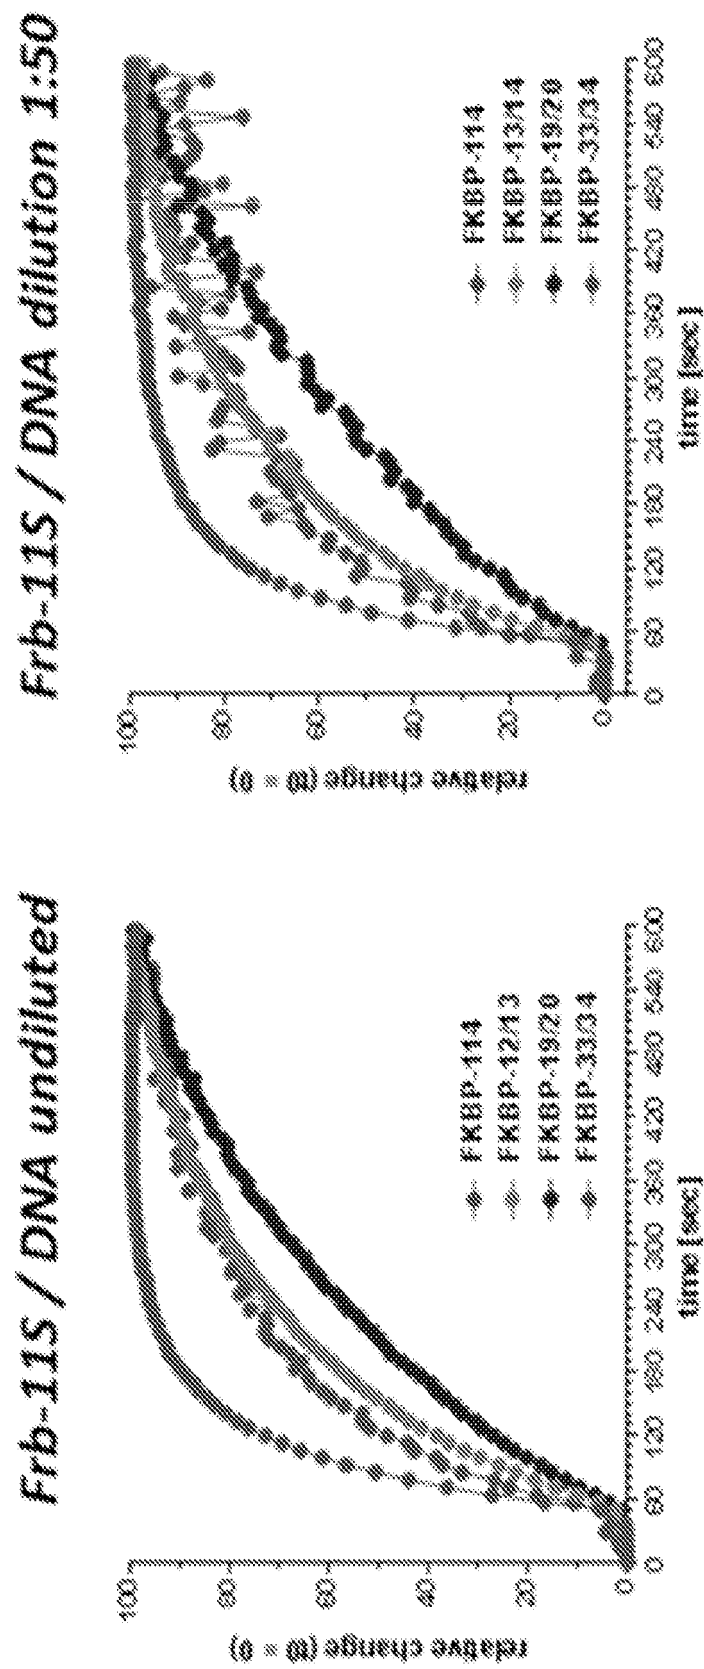 Frb-11S / DNA undiluted
relative change (t0 = 0)
100
80
60
40
20
0
FKBP-114
FKBP-12/13
FKBP-19/20
FKBP-33/34
0 60 120 180 240 300 360 420 480 540 600
time [sec]
Frb-11S / DNA dilution 1:50
relative change (t0 = 0)
100
80
60
40
20
0
FKBP-114
FKBP-13/14
FKBP-19/20
FKBP-33/34
0 60 120 180 240 300 360 420 480 540 600
time [sec]